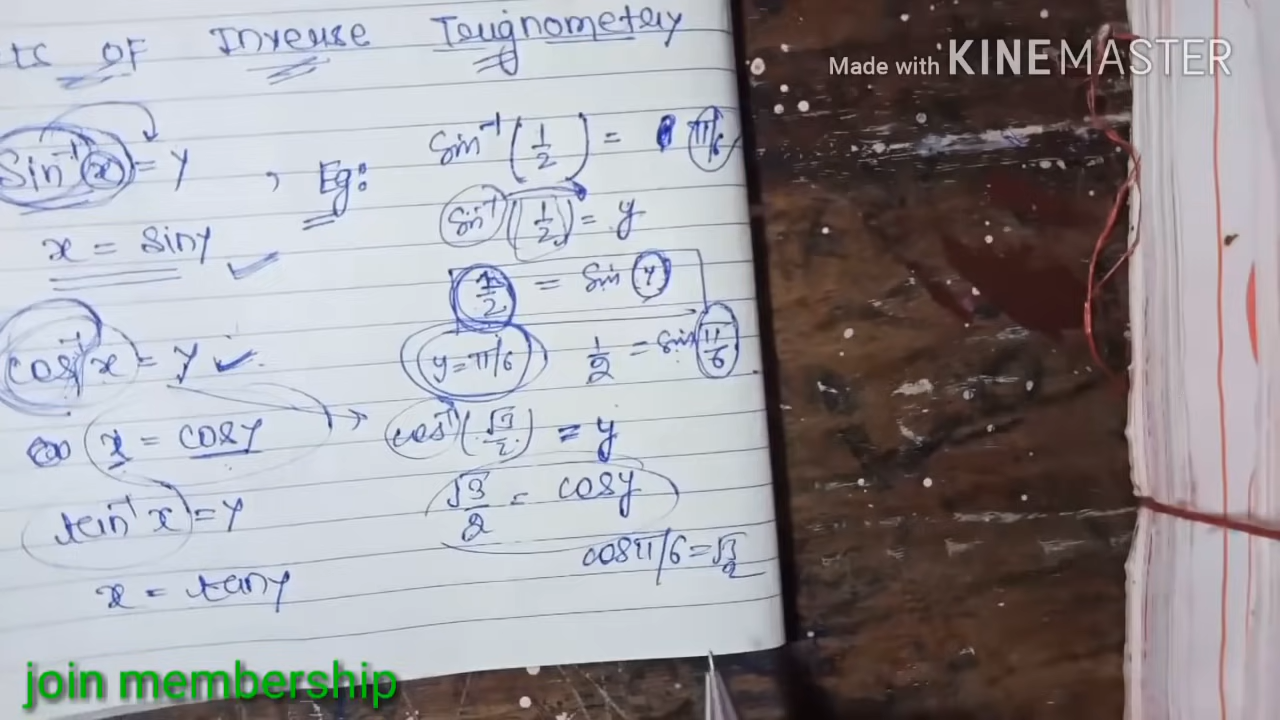 ts OF Inverse Trignometry
Made with KINEMASTER
Sin⁻¹(x) = y , Eg:
x = siny
cos⁻¹x = y
x = cosy
tan⁻¹x = y
x = tany
Sin⁻¹(1/2) = π/6
sin⁻¹(1/2) = y
1/2 = sin y
y = π/6 1/2 = sin π/6
cos⁻¹(√3/2) = y
√3/2 = cosy
cosπ/6 = √3/2
join membership